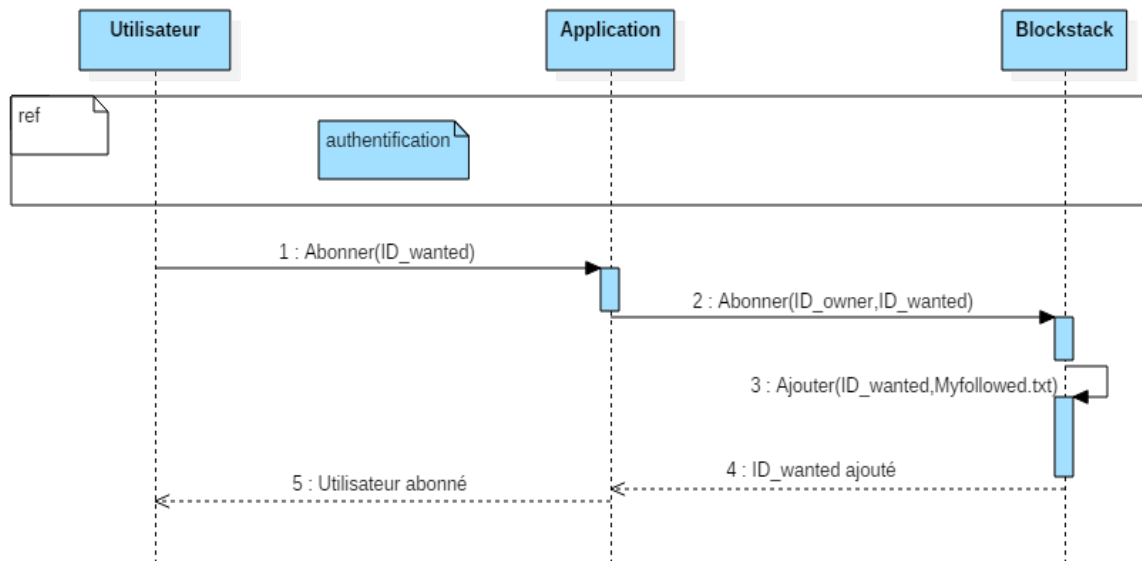 Utilisateur
Application
Blockstack
ref
authentification
1 : Abonner(ID_wanted)
2 : Abonner(ID_owner,ID_wanted)
3 : Ajouter(ID_wanted,Myfollowed.txt)
4 : ID_wanted ajouté
5 : Utilisateur abonné